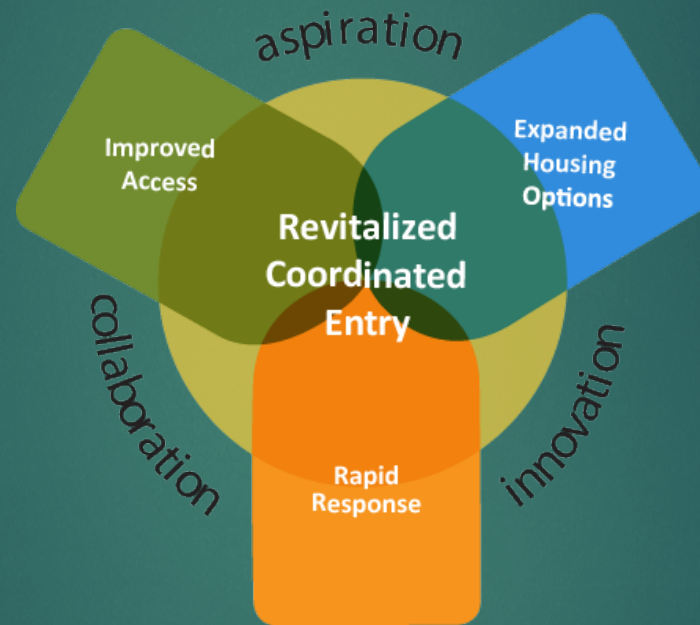 aspiration
Improved
Access
Expanded
Housing
Options
Revitalized
Coordinated
Entry
collaboration
innovation
Rapid
Response